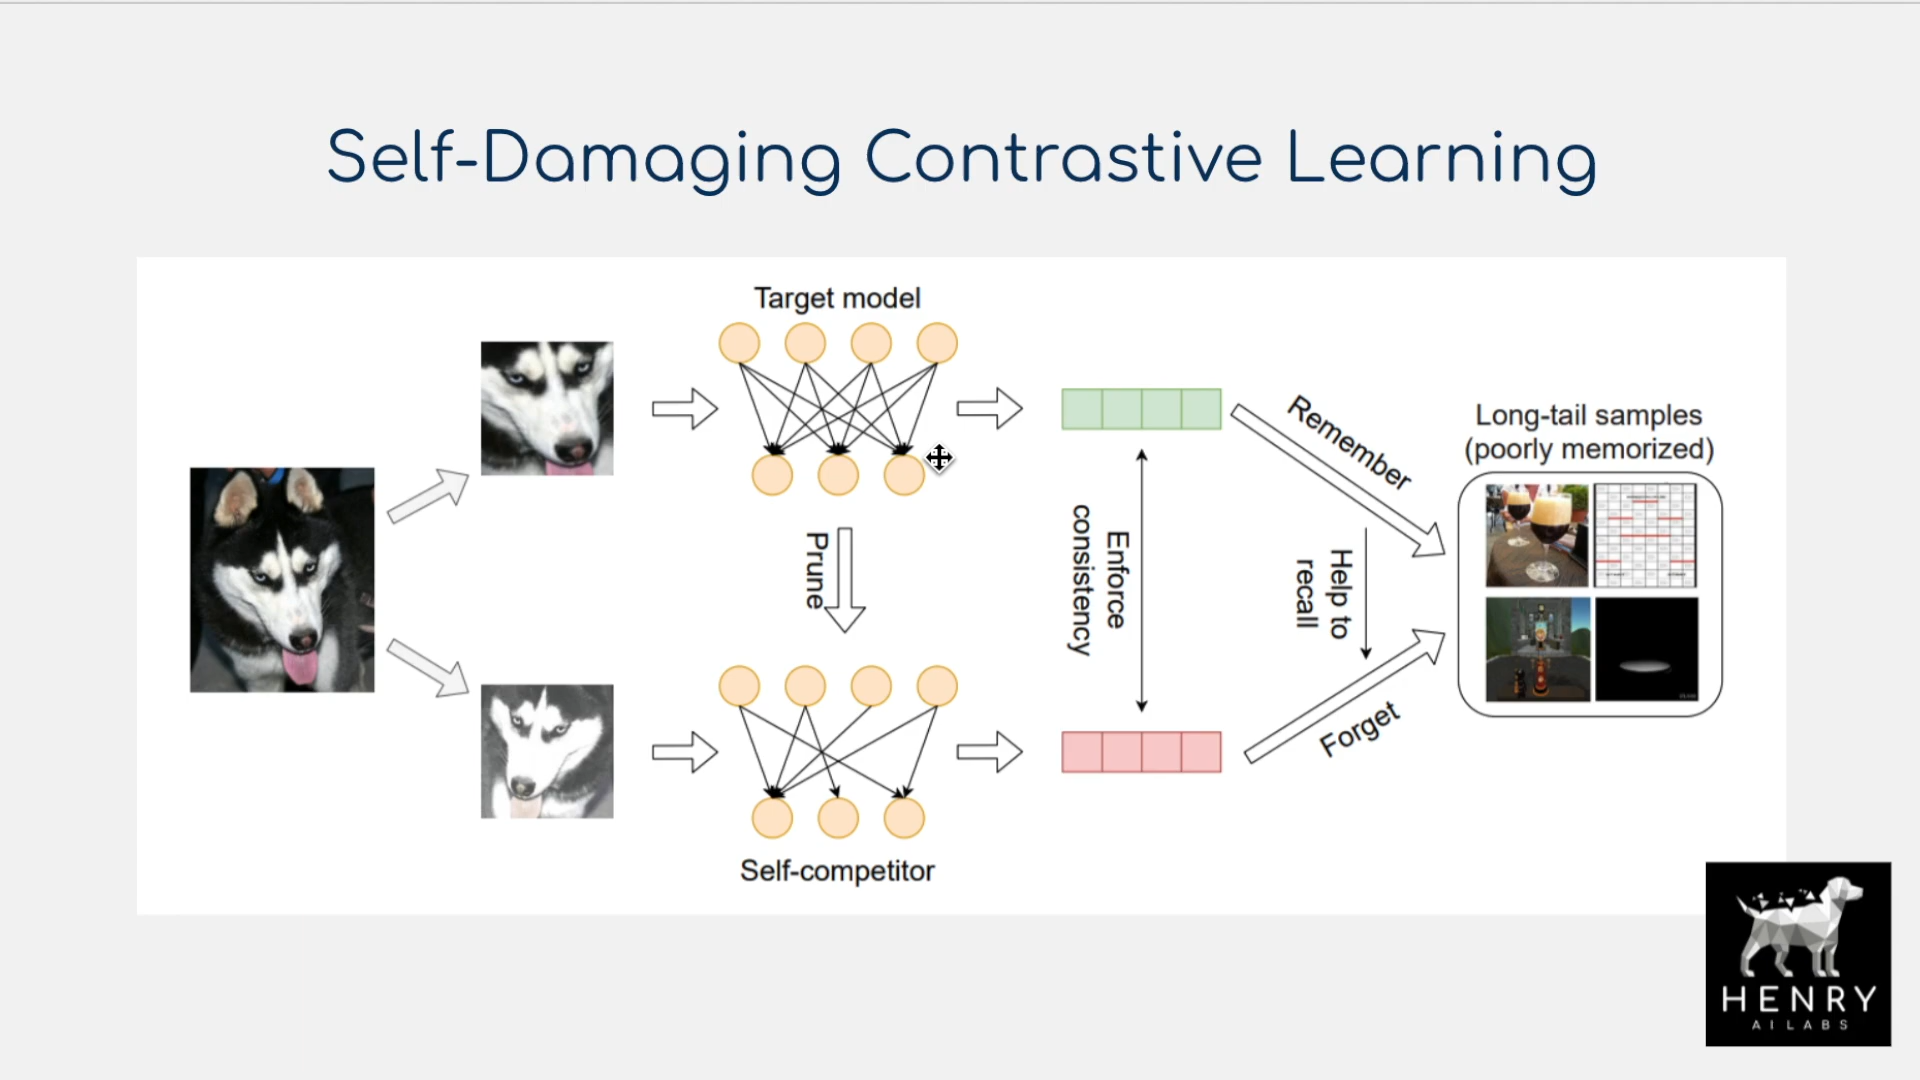 Self-Damaging Contrastive Learning
Target model
Prune
Self-competitor
Enforce
consistency
Remember
Help to
recall
Forget
Long-tail samples
(poorly memorized)
HENRY
AI LABS